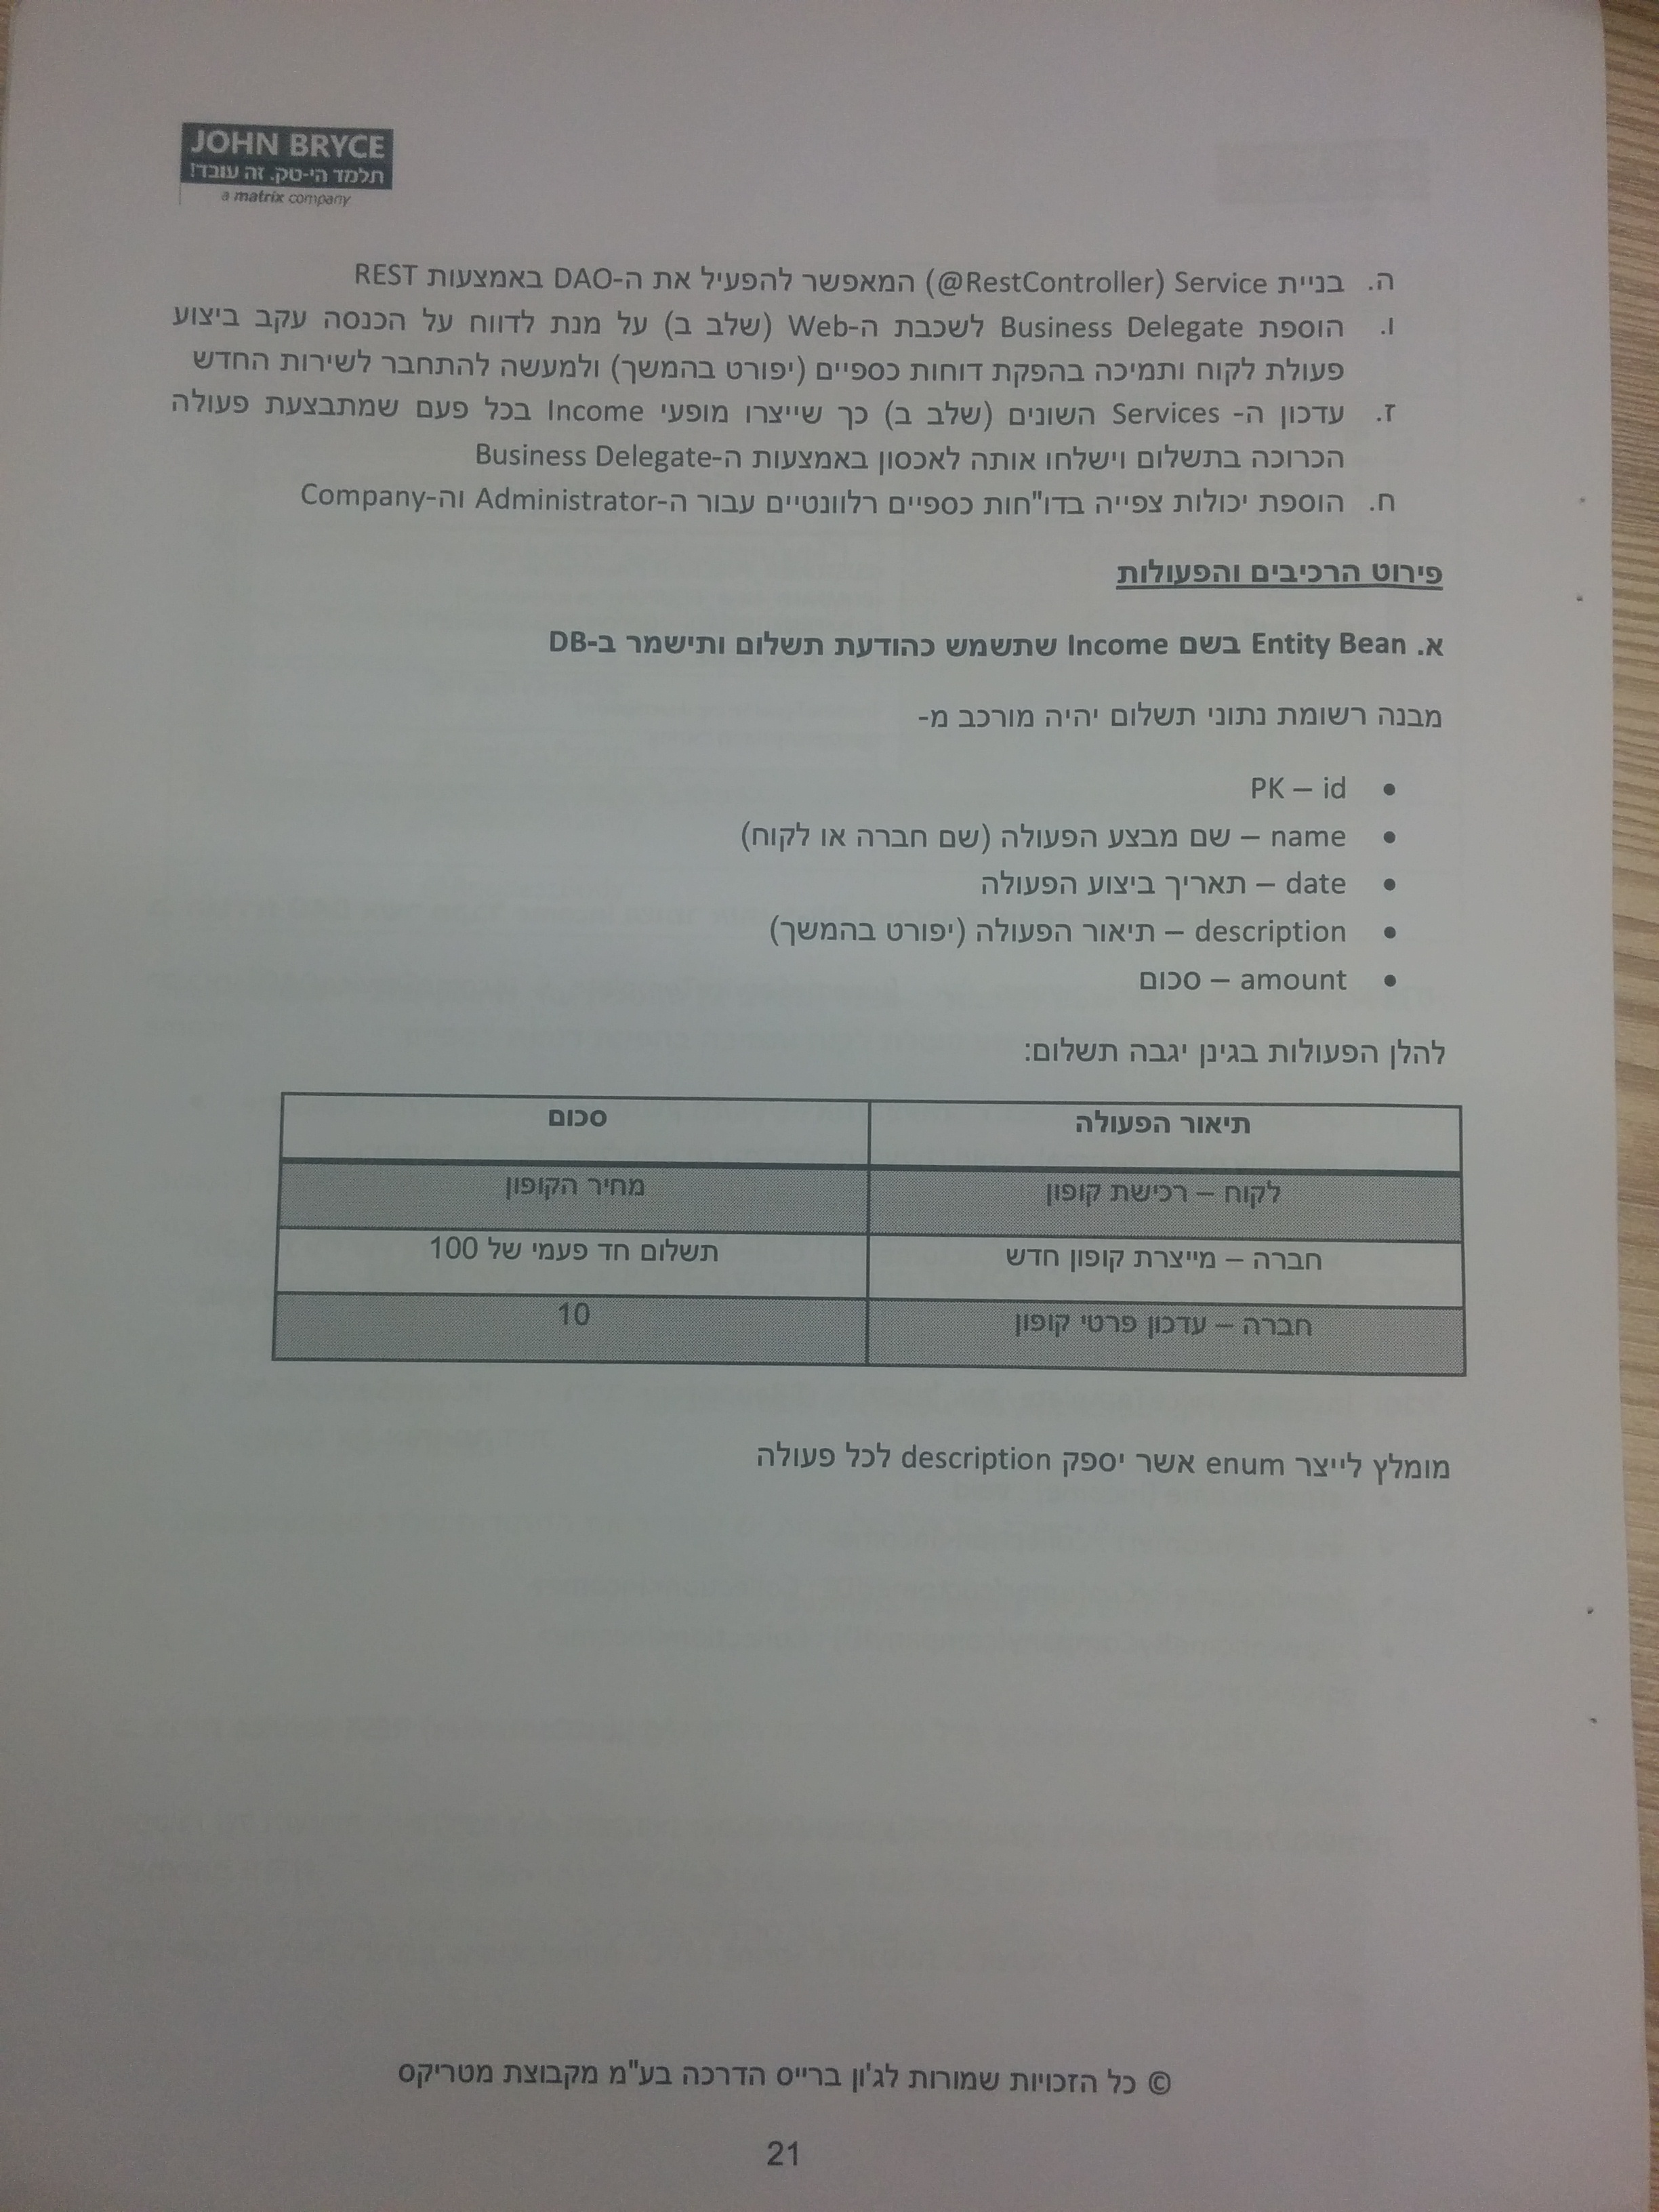 JOHN BRYCE
תלמד היי-טק. זה עובד!
a matrix company
ה. בניית Service (@RestController) המאפשר להפעיל את ה-DAO באמצעות REST
ו. הוספת Business Delegate לשכבת ה-Web (שלב ב) על מנת לדווח על הכנסה עקב ביצוע
פעולת לקוח ותמיכה בהפקת דוחות כספיים (יפורט בהמשך) ולמעשה להתחבר לשירות החדש
ז. עדכון ה- Services השונים (שלב ב) כך שייצרו מופעי Income בכל פעם שמתבצעת פעולה
הכרוכה בתשלום וישלחו אותה לאכסון באמצעות ה-Business Delegate
ח. הוספת יכולות צפייה בדו"חות כספיים רלוונטיים עבור ה-Administrator וה-Company
פירוט הרכיבים והפעולות
א. Entity Bean בשם Income שתשמש כהודעת תשלום ותישמר ב-DB
מבנה רשומת נתוני תשלום יהיה מורכב מ-
• PK – id
• name – שם מבצע הפעולה (שם חברה או לקוח)
• date – תאריך ביצוע הפעולה
• description – תיאור הפעולה (יפורט בהמשך)
• amount – סכום
להלן הפעולות בגינן יגבה תשלום:
תיאור הפעולה סכום
לקוח – רכישת קופון מחיר הקופון
חברה – מייצרת קופון חדש תשלום חד פעמי של 100
חברה – עדכון פרטי קופון 10
מומלץ לייצר enum אשר יספק description לכל פעולה
© כל הזכויות שמורות לג'ון ברייס הדרכה בע"מ מקבוצת מטריקס
21